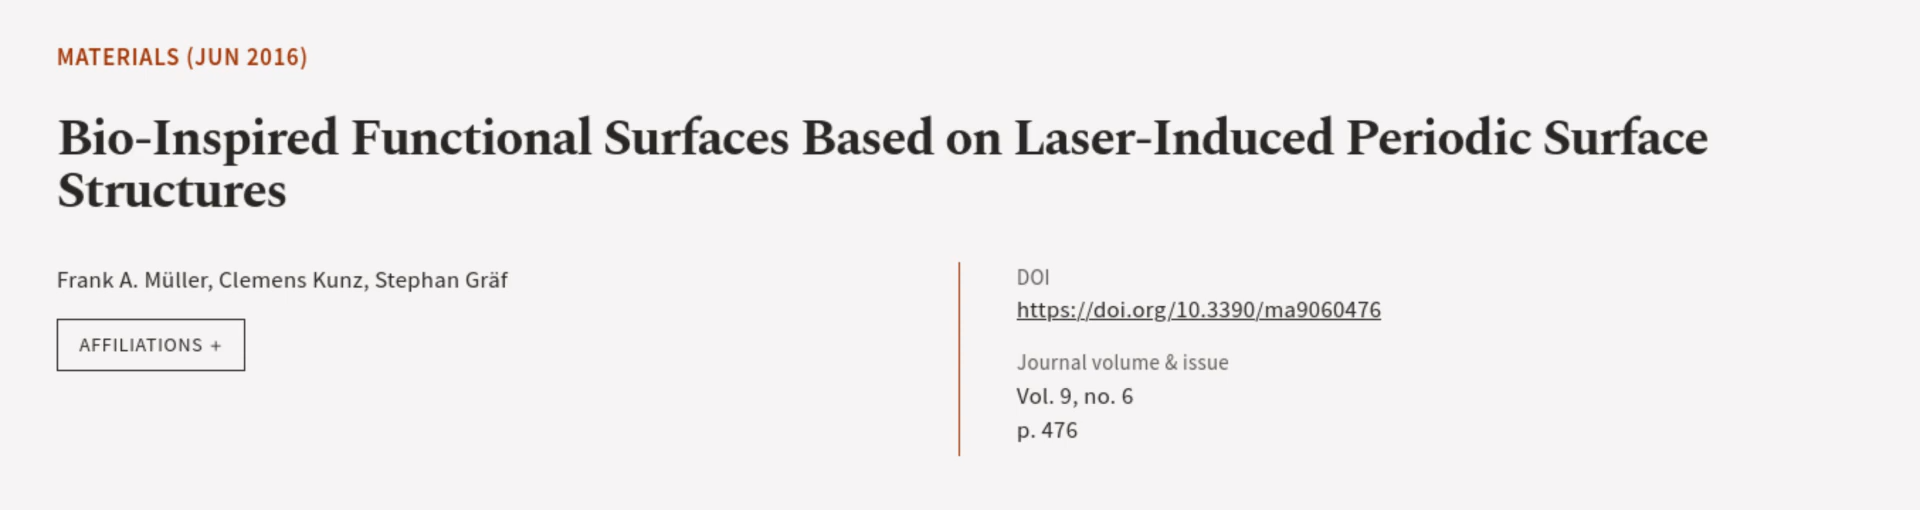 MATERIALS (JUN 2016)
Bio-Inspired Functional Surfaces Based on Laser-Induced Periodic Surface
Structures
Frank A. Müller, Clemens Kunz, Stephan Gräf
AFFILIATIONS +
DOI
https://doi.org/10.3390/ma9060476
Journal volume & issue
Vol. 9, no. 6
p. 476